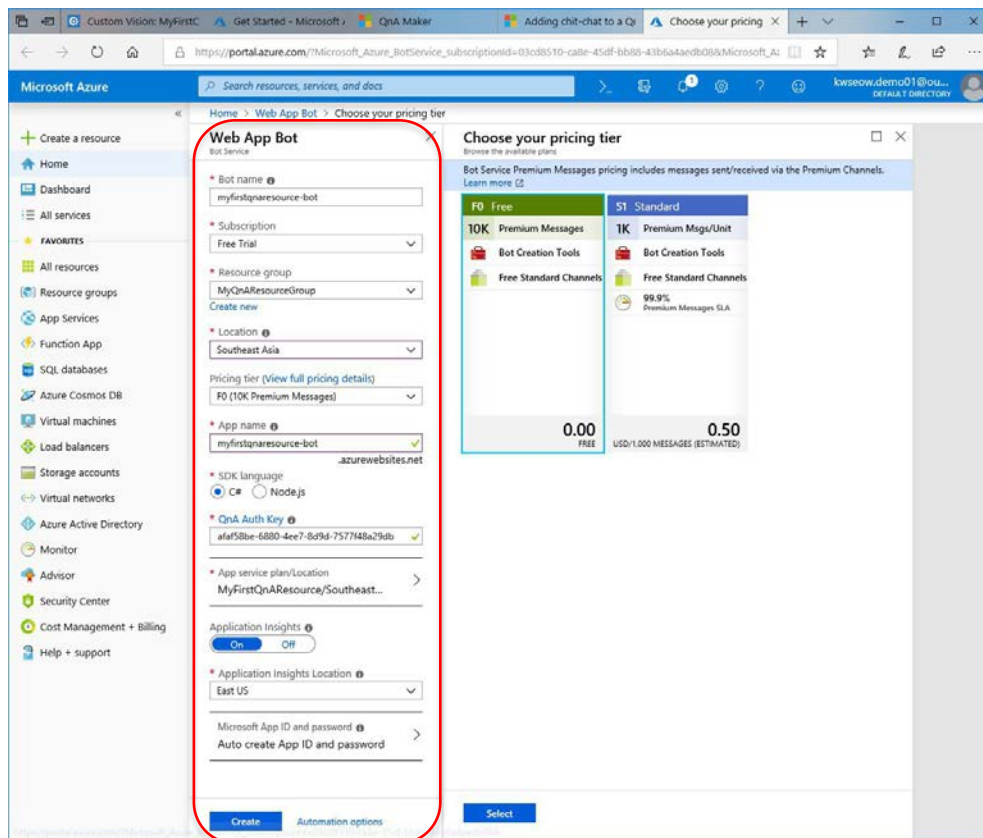 Custom Vision: MyFirstC
Get Started - Microsoft A
QnA Maker
Adding chit-chat to a Q
Choose your pricing
https://portal.azure.com/?Microsoft_Azure_BotService_subscriptionId=03cd8510-ca8e-45df-bb88-43b6a4aedb08&Microsoft_A
Microsoft Azure
Search resources, services, and docs
1
kwseow.demo01@ou...
DEFAULT DIRECTORY
Home > Web App Bot > Choose your pricing tier
Create a resource
Home
Dashboard
All services
FAVORITES
All resources
Resource groups
App Services
Function App
SQL databases
Azure Cosmos DB
Virtual machines
Load balancers
Storage accounts
Virtual networks
Azure Active Directory
Monitor
Advisor
Security Center
Cost Management + Billing
Help + support
Web App Bot
Bot Service
* Bot name
myfirstqnaresource-bot
* Subscription
Free Trial
* Resource group
MyQnAResourceGroup
Create new
* Location
Southeast Asia
Pricing tier (View full pricing details)
F0 (10K Premium Messages)
* App name
myfirstqnaresource-bot
.azurewebsites.net
* SDK language
C# Node.js
* QnA Auth Key
afaf58be-6880-4ee7-8d9d-7577f48a29db
* App service plan/Location
MyFirstQnAResource/Southeast...
Application Insights
On Off
* Application Insights Location
East US
Microsoft App ID and password
Auto create App ID and password
Create Automation options
Choose your pricing tier
Browse the available plans
Bot Service Premium Messages pricing includes messages sent/received via the Premium Channels.
Learn more
F0 Free
10K Premium Messages
Bot Creation Tools
Free Standard Channels
0.00
FREE
S1 Standard
1K Premium Msgs/Unit
Bot Creation Tools
Free Standard Channels
99.9%
Premium Messages SLA
0.50
USD/1,000 MESSAGES (ESTIMATED)
Select